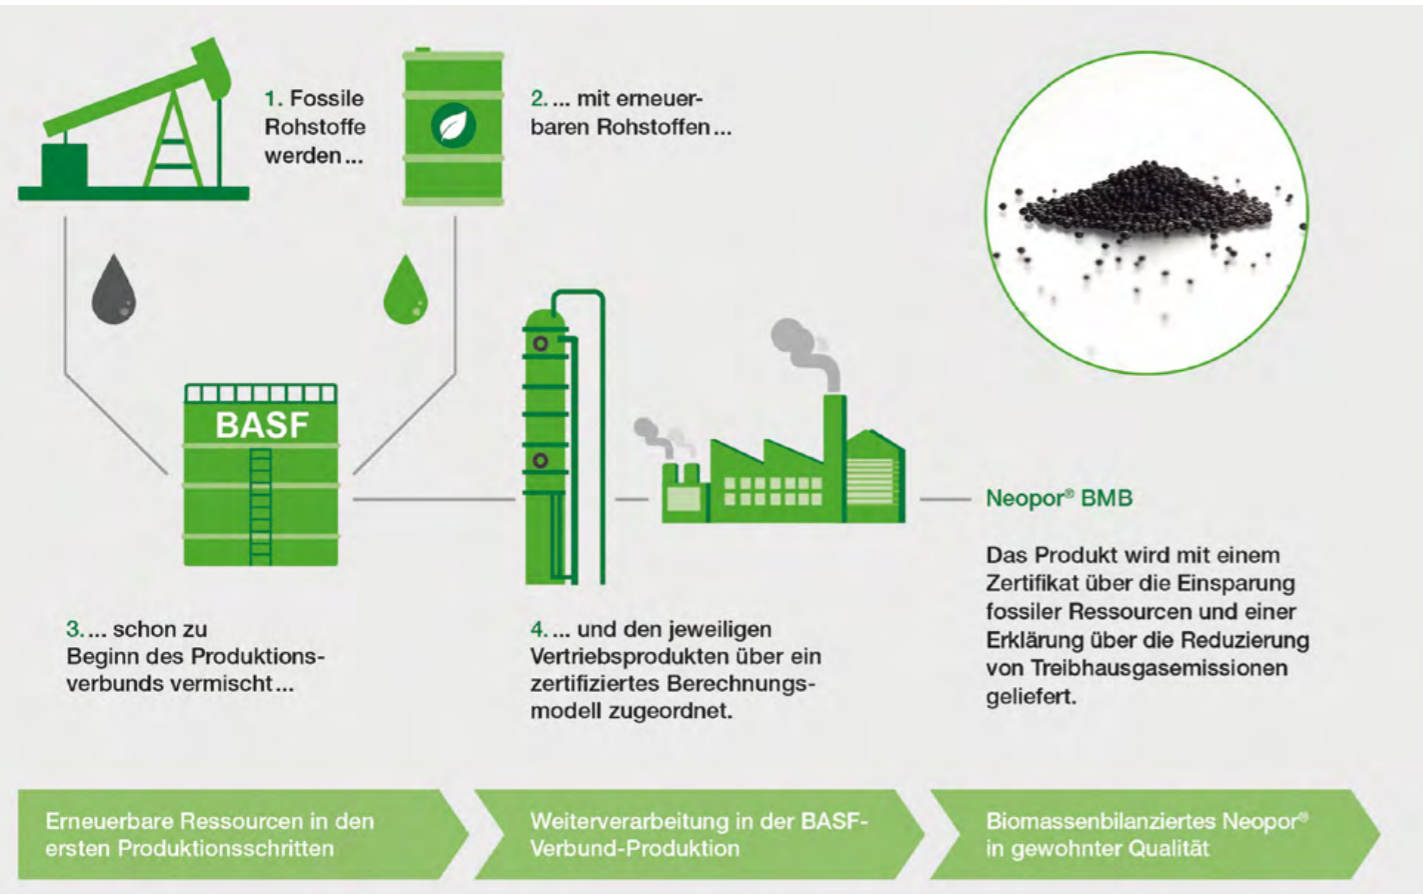 1. Fossile
Rohstoffe
werden...
2. ... mit erneuer-
baren Rohstoffen...
BASF
3. ... schon zu
Beginn des Produktions-
verbunds vermischt...
4. ... und den jeweiligen
Vertriebsprodukten über ein
zertifiziertes Berechnungs-
modell zugeordnet.
Neopor® BMB
Das Produkt wird mit einem
Zertifikat über die Einsparung
fossiler Ressourcen und einer
Erklärung über die Reduzierung
von Treibhausgasemissionen
geliefert.
Erneuerbare Ressourcen in den
ersten Produktionsschritten
Weiterverarbeitung in der BASF-
Verbund-Produktion
Biomassenbilanziertes Neopor®
in gewohnter Qualität